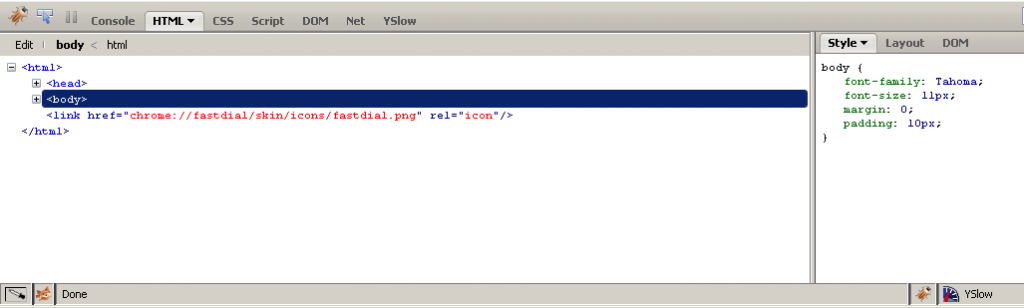 Console HTML CSS Script DOM Net YSlow
Edit body < html
Style Layout DOM
<html>
<head>
<body>
<link href="chrome://fastdial/skin/icons/fastdial.png" rel="icon"/>
</html>
body {
font-family: Tahoma;
font-size: 11px;
margin: 0;
padding: 10px;
}
Done
YSlow